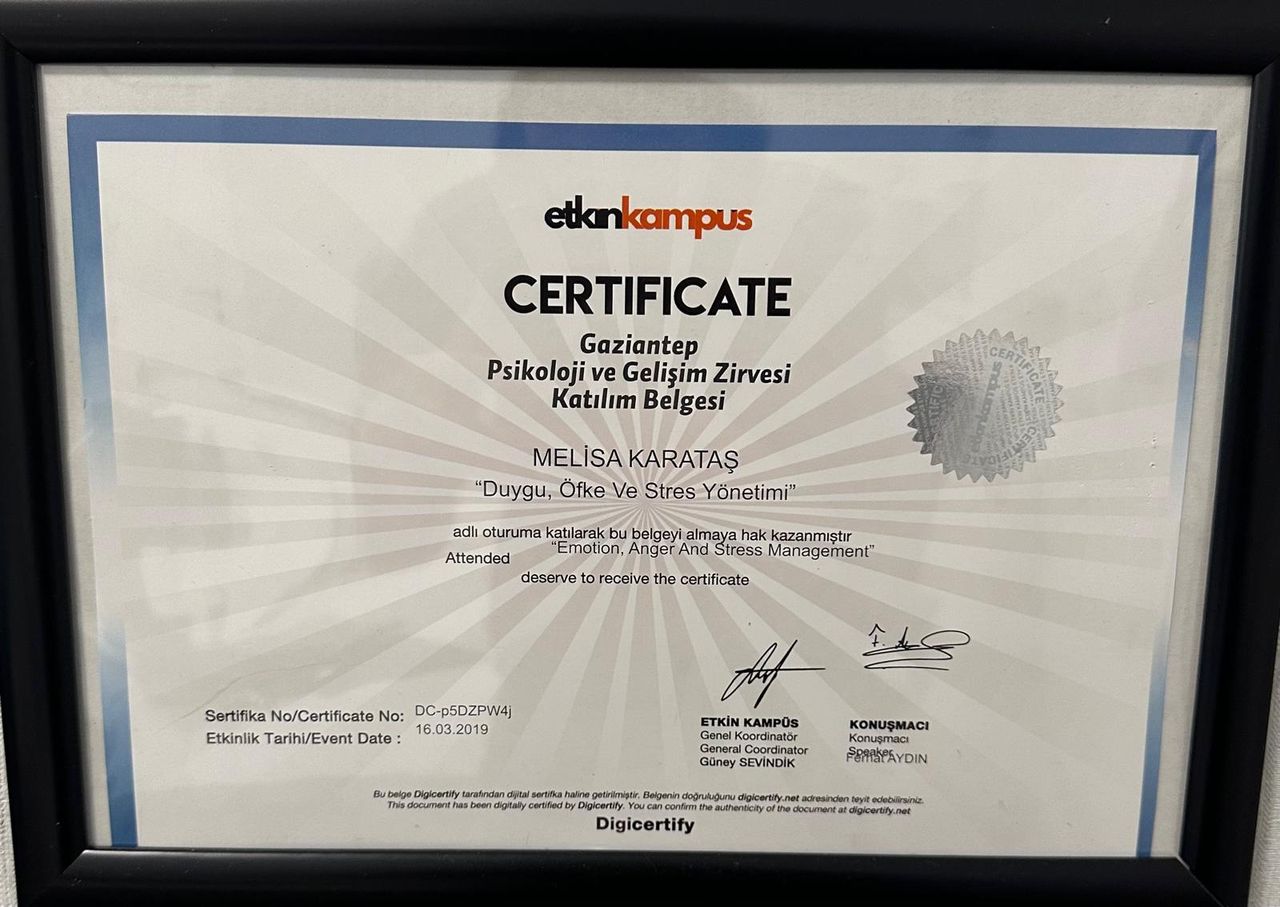 etkınkampus
CERTIFICATE
Gaziantep
Psikoloji ve Gelişim Zirvesi
Katılım Belgesi
CERTIFICATE
MELİSA KARATAŞ
“Duygu, Öfke Ve Stres Yönetimi”
adlı oturuma katılarak bu belgeyi almaya hak kazanmıştır
Attended “Emotion, Anger And Stress Management”
deserve to receive the certificate
Sertifika No/Certificate No: DC-p5DZPW4j
Etkinlik Tarihi/Event Date : 16.03.2019
ETKİN KAMPÜS
Genel Koordinatör
General Coordinator
Güney SEVİNDİK
KONUŞMACI
Konuşmacı
Speaker
Ferhat AYDIN
Bu belge Digicertify tarafından dijital sertifka haline getirilmiştir. Belgenin doğruluğunu digicertify.net adresinden teyit edebilirsiniz.
This document has been digitally certified by Digicertify. You can confirm the authenticity of the document at digicertify.net
Digicertify